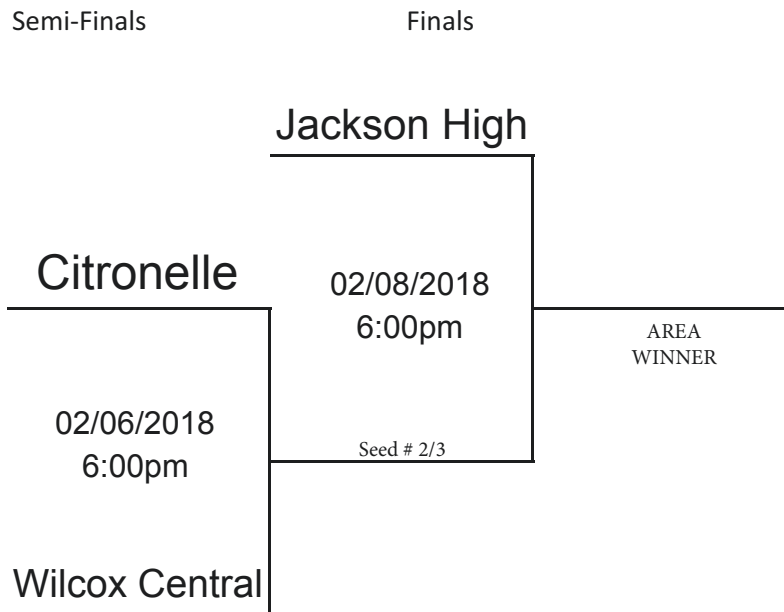 Semi-Finals
Finals
Jackson High
Citronelle
02/08/2018
6:00pm
AREA
WINNER
02/06/2018
6:00pm
Seed # 2/3
Wilcox Central